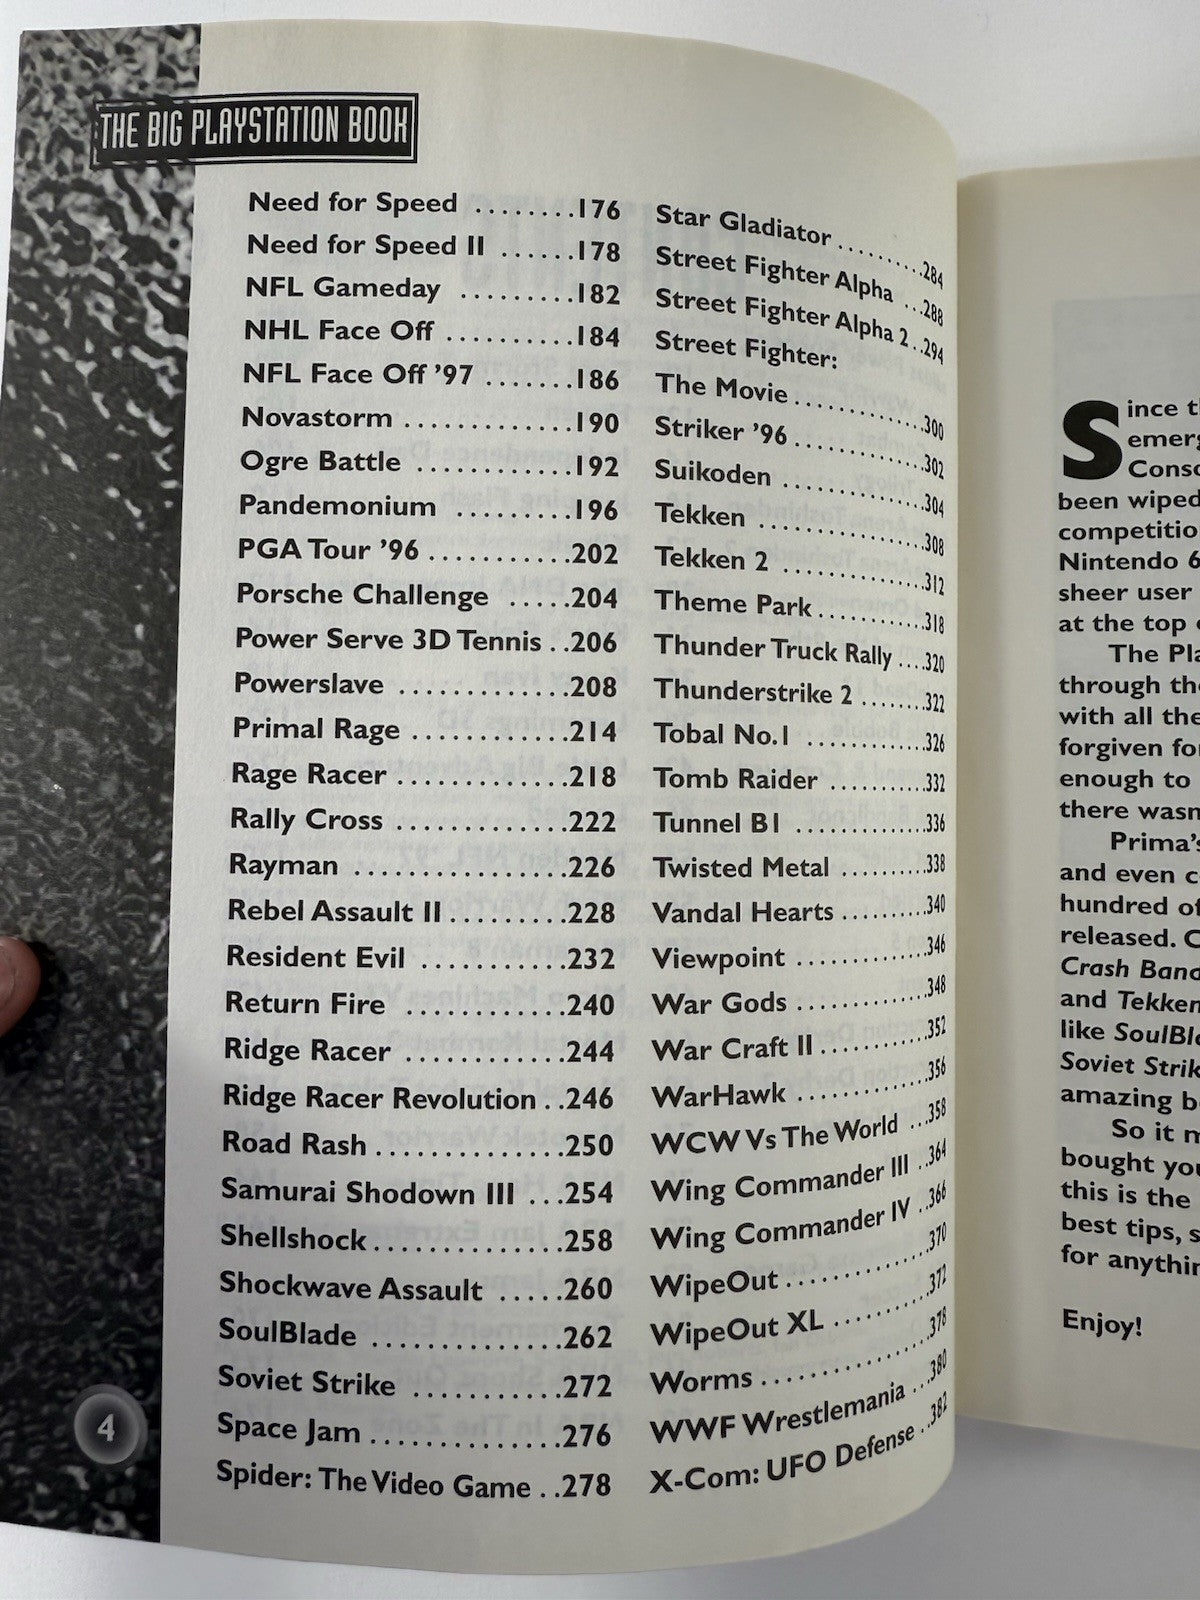 THE BIG PLAYSTATION BOOK
Need for Speed ........176
Need for Speed II ......178
NFL Gameday .........182
NHL Face Off ..........184
NFL Face Off '97 .......186
Novastorm .............190
Ogre Battle ............192
Pandemonium .........196
PGA Tour '96 ..........202
Porsche Challenge .....204
Power Serve 3D Tennis ..206
Powerslave ............208
Primal Rage ...........214
Rage Racer ............218
Rally Cross ............222
Rayman ...............226
Rebel Assault II ........228
Resident Evil ..........232
Return Fire ............240
Ridge Racer ...........244
Ridge Racer Revolution ..246
Road Rash .............250
Samurai Shodown III ...254
Shellshock .............258
Shockwave Assault .....260
SoulBlade .............262
Soviet Strike ..........272
Space Jam .............276
Spider: The Video Game ..278
Star Gladiator .........284
Street Fighter Alpha ...288
Street Fighter Alpha 2 ..294
Street Fighter:
The Movie .............300
Striker '96 .............302
Suikoden ..............304
Tekken ................308
Tekken 2 ..............312
Theme Park ...........318
Thunder Truck Rally ....320
Thunderstrike 2 ........322
Tobal No.1 ............326
Tomb Raider ..........332
Tunnel B1 .............336
Twisted Metal .........338
Vandal Hearts .........340
Viewpoint .............346
War Gods .............348
War Craft II ...........352
WarHawk .............356
WCW Vs The World ...358
Wing Commander III ..364
Wing Commander IV ..366
WipeOut ..............370
WipeOut XL ..........372
Worms ................378
WWF Wrestlemania ...380
X-Com: UFO Defense ..382
4
Since
emerg
Conso
been wiped
competitio
Nintendo 6
sheer user
at the top
The Pla
through the
with all the
forgiven for
enough to
there wasn
Prima's
and even c
hundred of
released. C
Crash Band
and Tekken
like SoulBl
Soviet Strik
amazing b
So it m
bought you
this is the
best tips, s
for anythin
Enjoy!